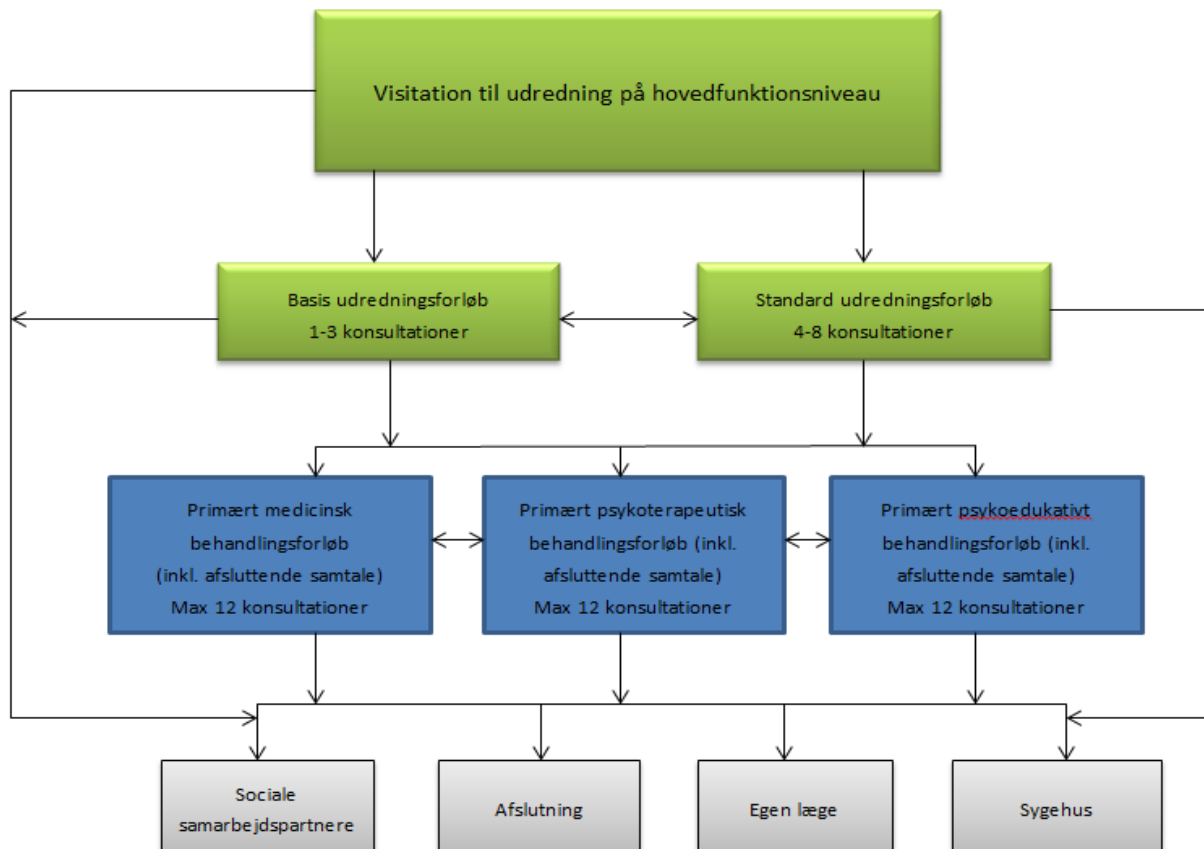 Visitation til udredning på hovedfunktionsniveau
Basis udredningsforløb
1-3 konsultationer
Standard udredningsforløb
4-8 konsultationer
Primært medicinsk
behandlingsforløb
(inkl. afsluttende samtale)
Max 12 konsultationer
Primært psykoterapeutisk
behandlingsforløb (inkl.
afsluttende samtale)
Max 12 konsultationer
Primært psykoedukativt
behandlingsforløb (inkl.
afsluttende samtale)
Max 12 konsultationer
Sociale
samarbejdspartnere
Afslutning
Egen læge
Sygehus